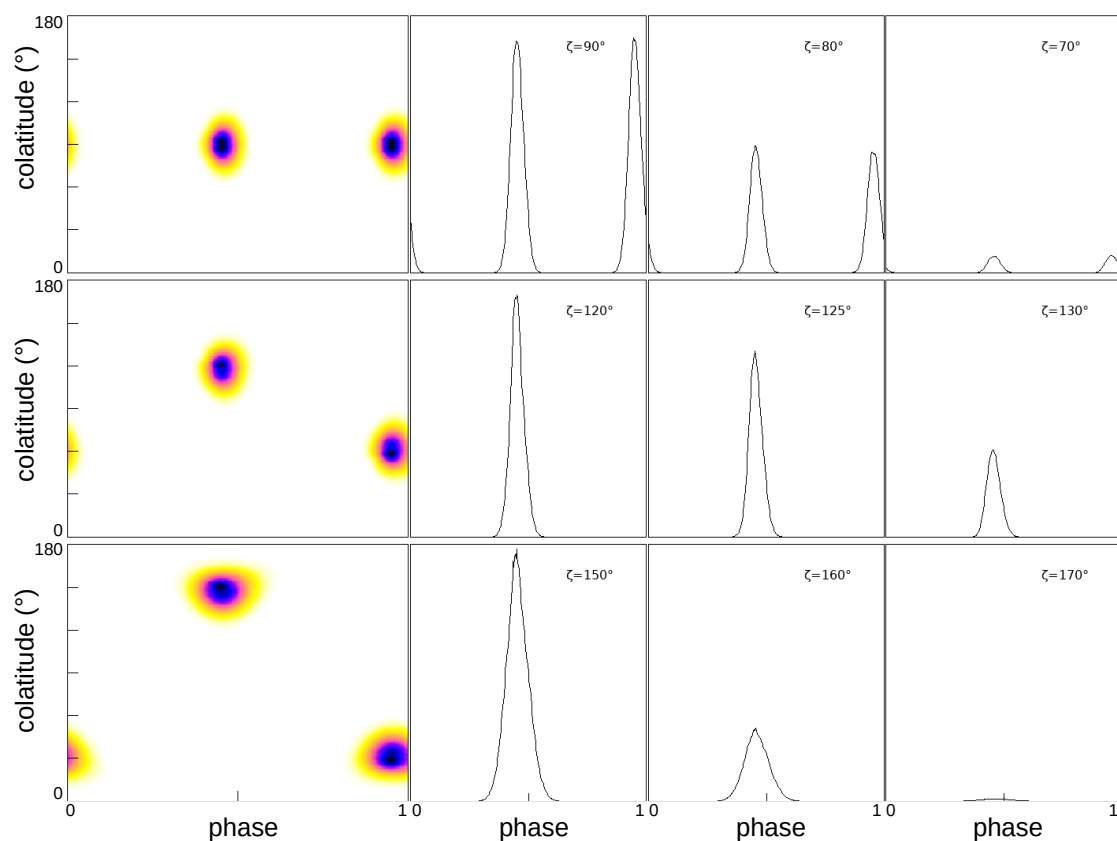 180
colatitude (°)
0
ζ=90°
ζ=80°
ζ=70°
180
colatitude (°)
0
ζ=120°
ζ=125°
ζ=130°
180
colatitude (°)
0
ζ=150°
ζ=160°
ζ=170°
0 1 0 1 0 1 0 1
phase phase phase phase